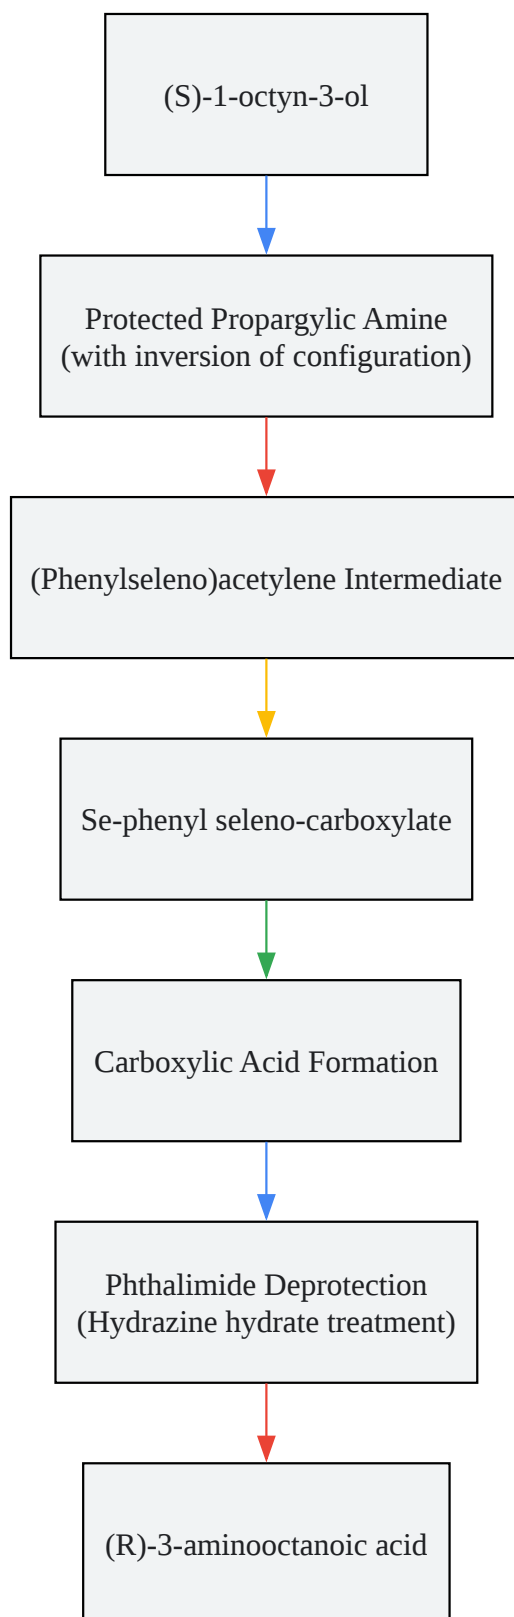 (S)-1-octyn-3-ol
Protected Propargylic Amine
(with inversion of configuration)
(Phenylseleno)acetylene Intermediate
Se-phenyl seleno-carboxylate
Carboxylic Acid Formation
Phthalimide Deprotection
(Hydrazine hydrate treatment)
(R)-3-aminooctanoic acid